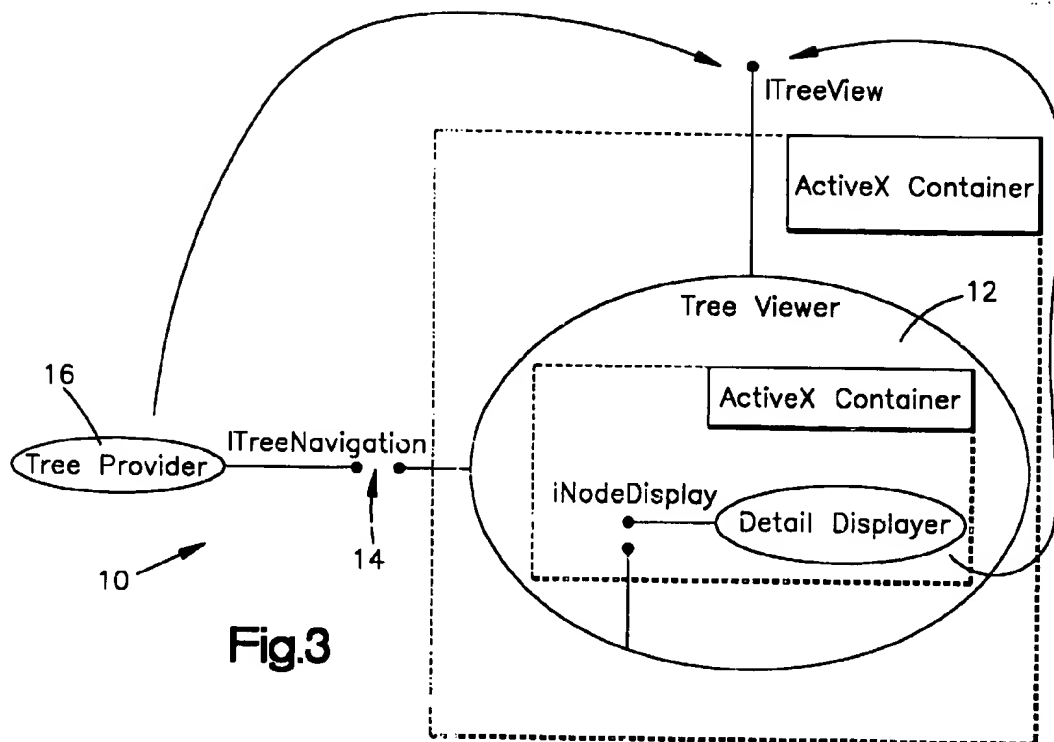 ITreeView
ActiveX Container
Tree Viewer
12
ActiveX Container
16
ITreeNavigation
Tree Provider
iNodeDisplay
Detail Displayer
14
10
Fig.3